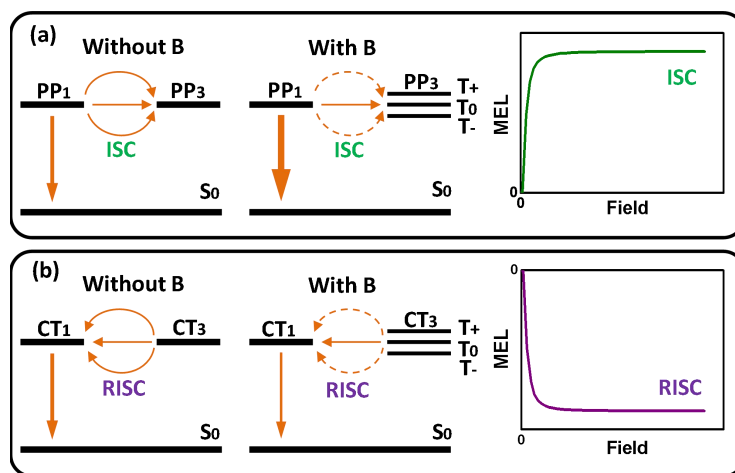 (a)
Without B
With B
PP1
PP3
PP1
PP3
T+
T0
T-
ISC
ISC
S0
S0
MEL
ISC
0
0
Field
(b)
Without B
With B
CT1
CT3
CT1
CT3
T+
T0
T-
RISC
RISC
S0
S0
0
MEL
RISC
0
Field